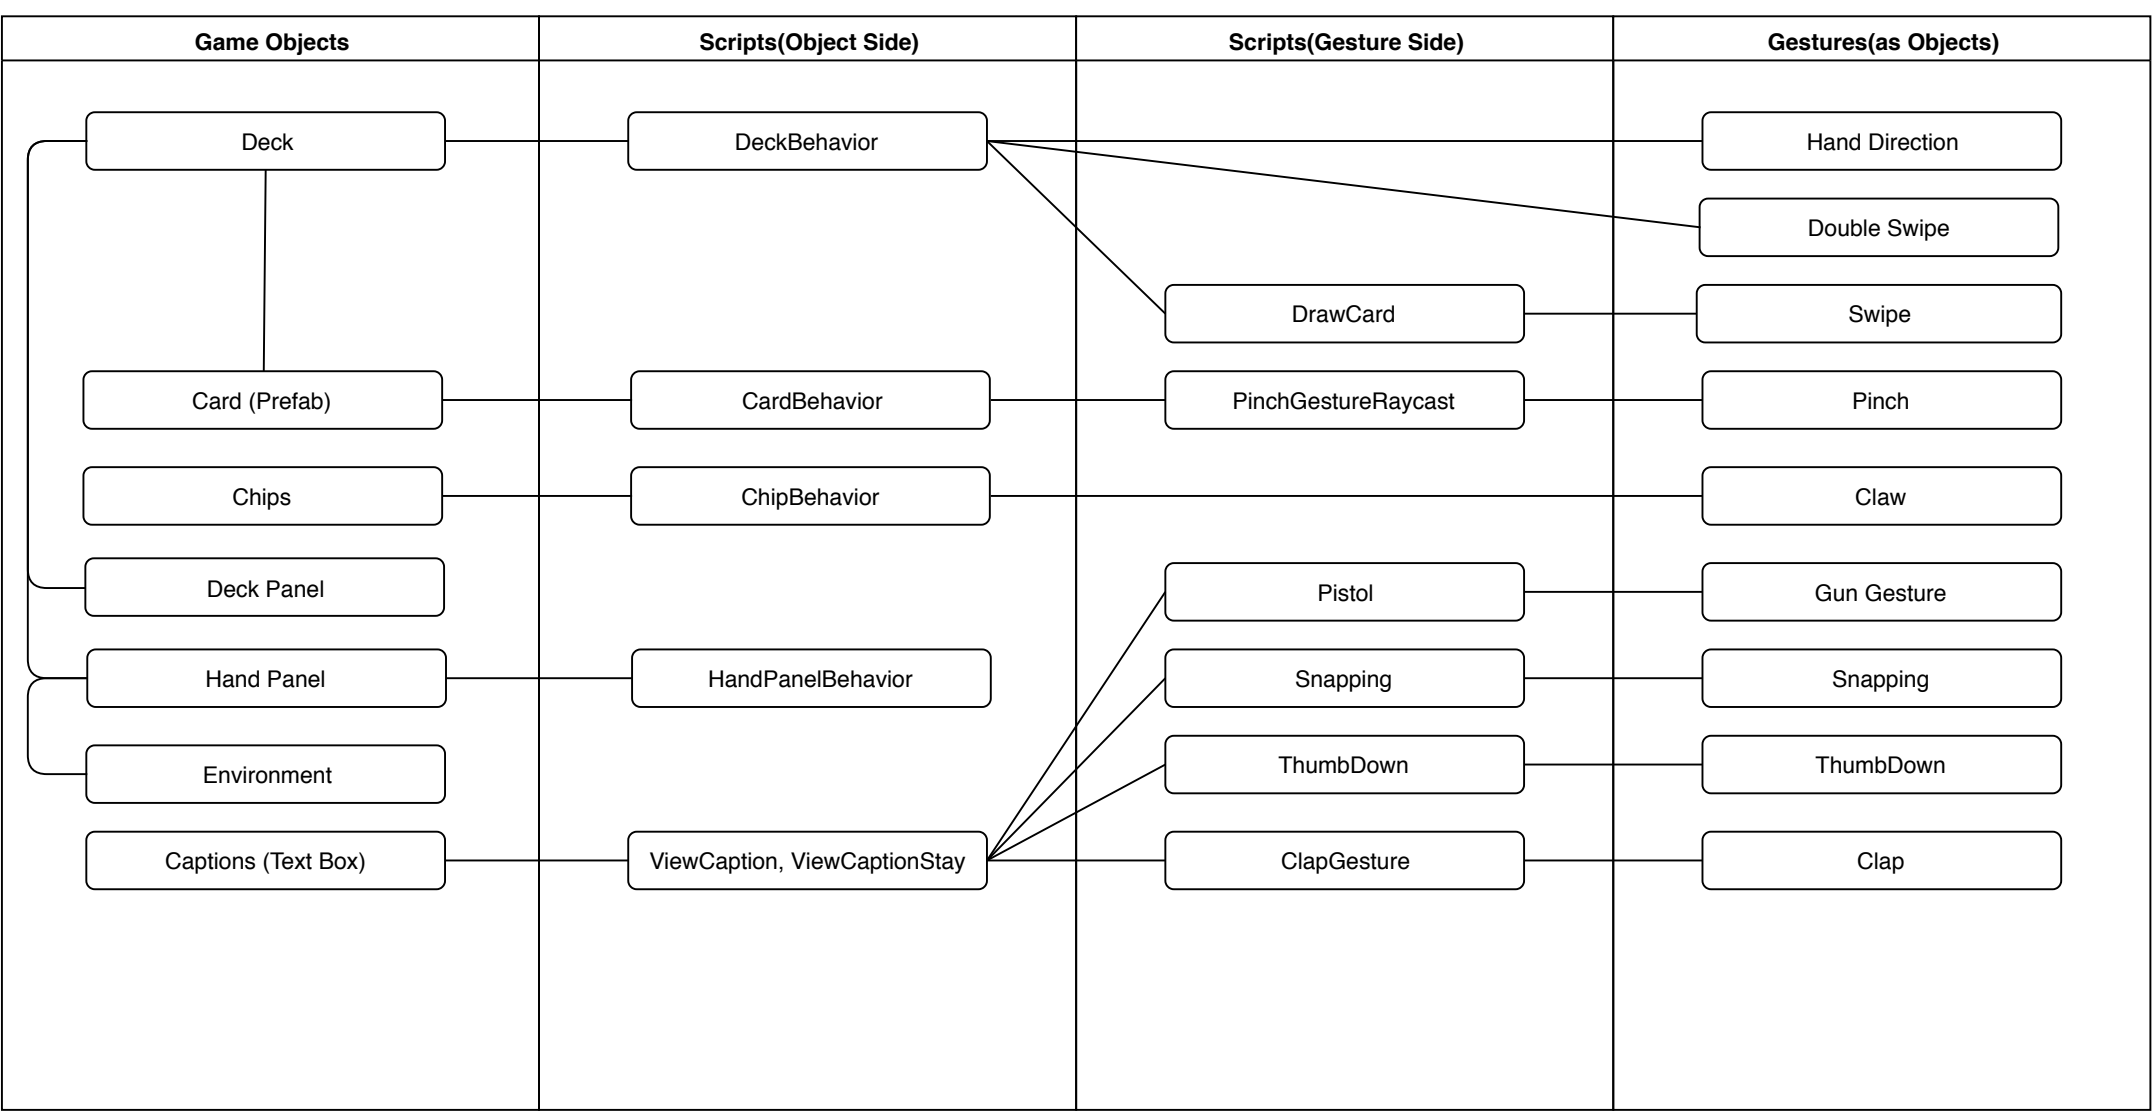 Game Objects
Scripts(Object Side)
Scripts(Gesture Side)
Gestures(as Objects)
Deck
DeckBehavior
Hand Direction
Double Swipe
DrawCard
Swipe
Card (Prefab)
CardBehavior
PinchGestureRaycast
Pinch
Chips
ChipBehavior
Claw
Deck Panel
Pistol
Gun Gesture
Hand Panel
HandPanelBehavior
Snapping
Snapping
Environment
ThumbDown
ThumbDown
Captions (Text Box)
ViewCaption, ViewCaptionStay
ClapGesture
Clap